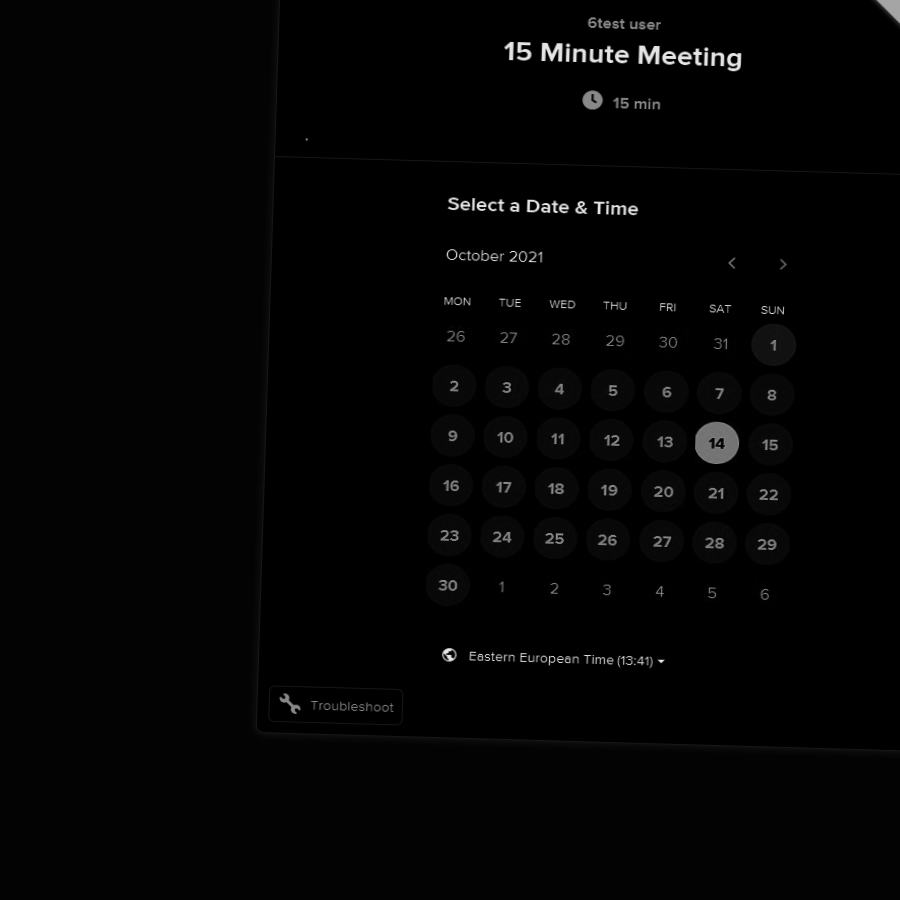 6test user
15 Minute Meeting
15 min
Select a Date & Time
October 2021
MON TUE WED THU FRI SAT SUN
26 27 28 29 30 31 1
2 3 4 5 6 7 8
9 10 11 12 13 14 15
16 17 18 19 20 21 22
23 24 25 26 27 28 29
30 1 2 3 4 5 6
Eastern European Time (13:41)
Troubleshoot